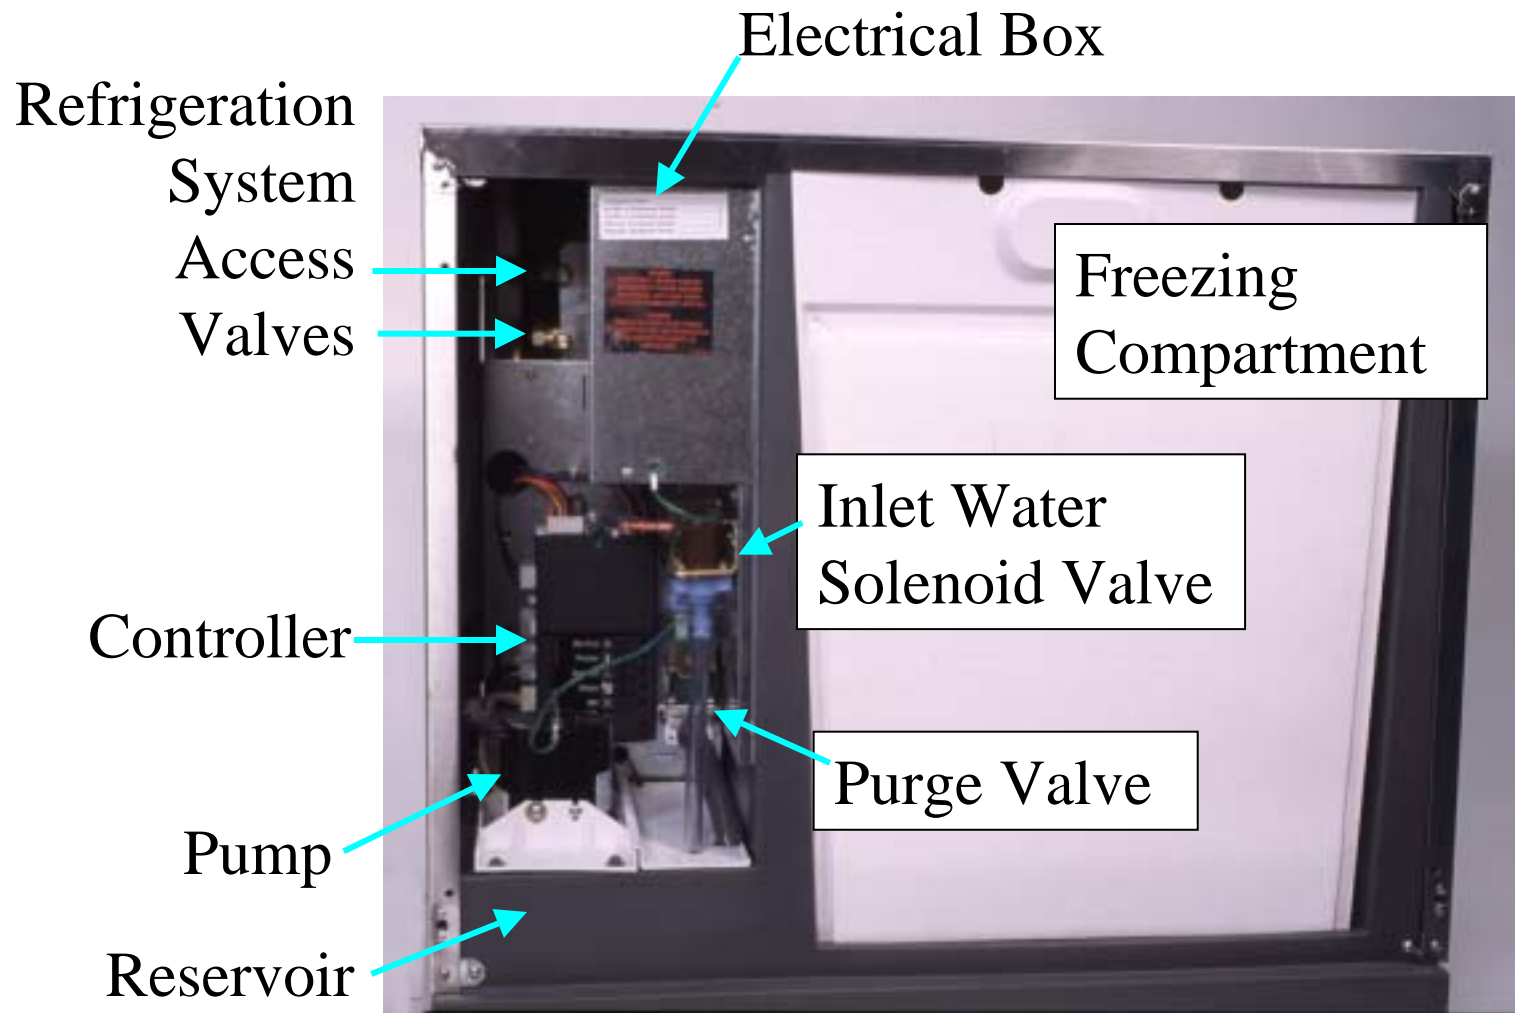 Electrical Box
Refrigeration
System
Access
Valves
Freezing
Compartment
Inlet Water
Solenoid Valve
Controller
Purge Valve
Pump
Reservoir